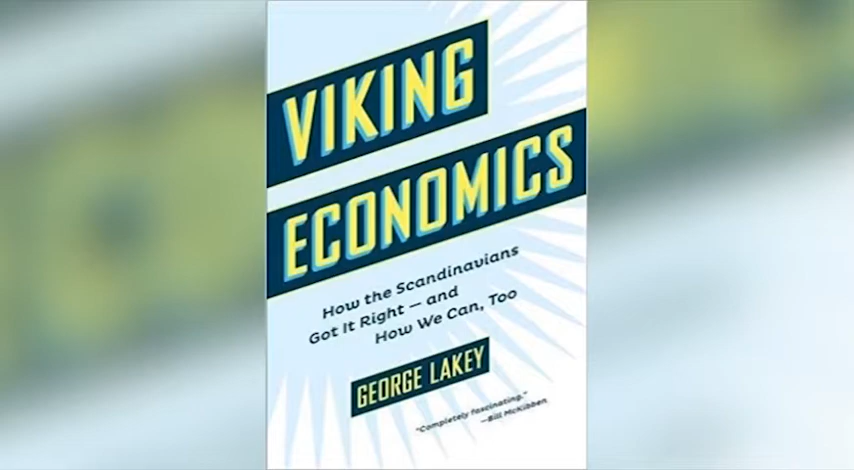 VIKING
ECONOMICS
How the Scandinavians
Got It Right — and
How We Can, Too
GEORGE LAKEY
"Completely fascinating."
—Bill McKibben